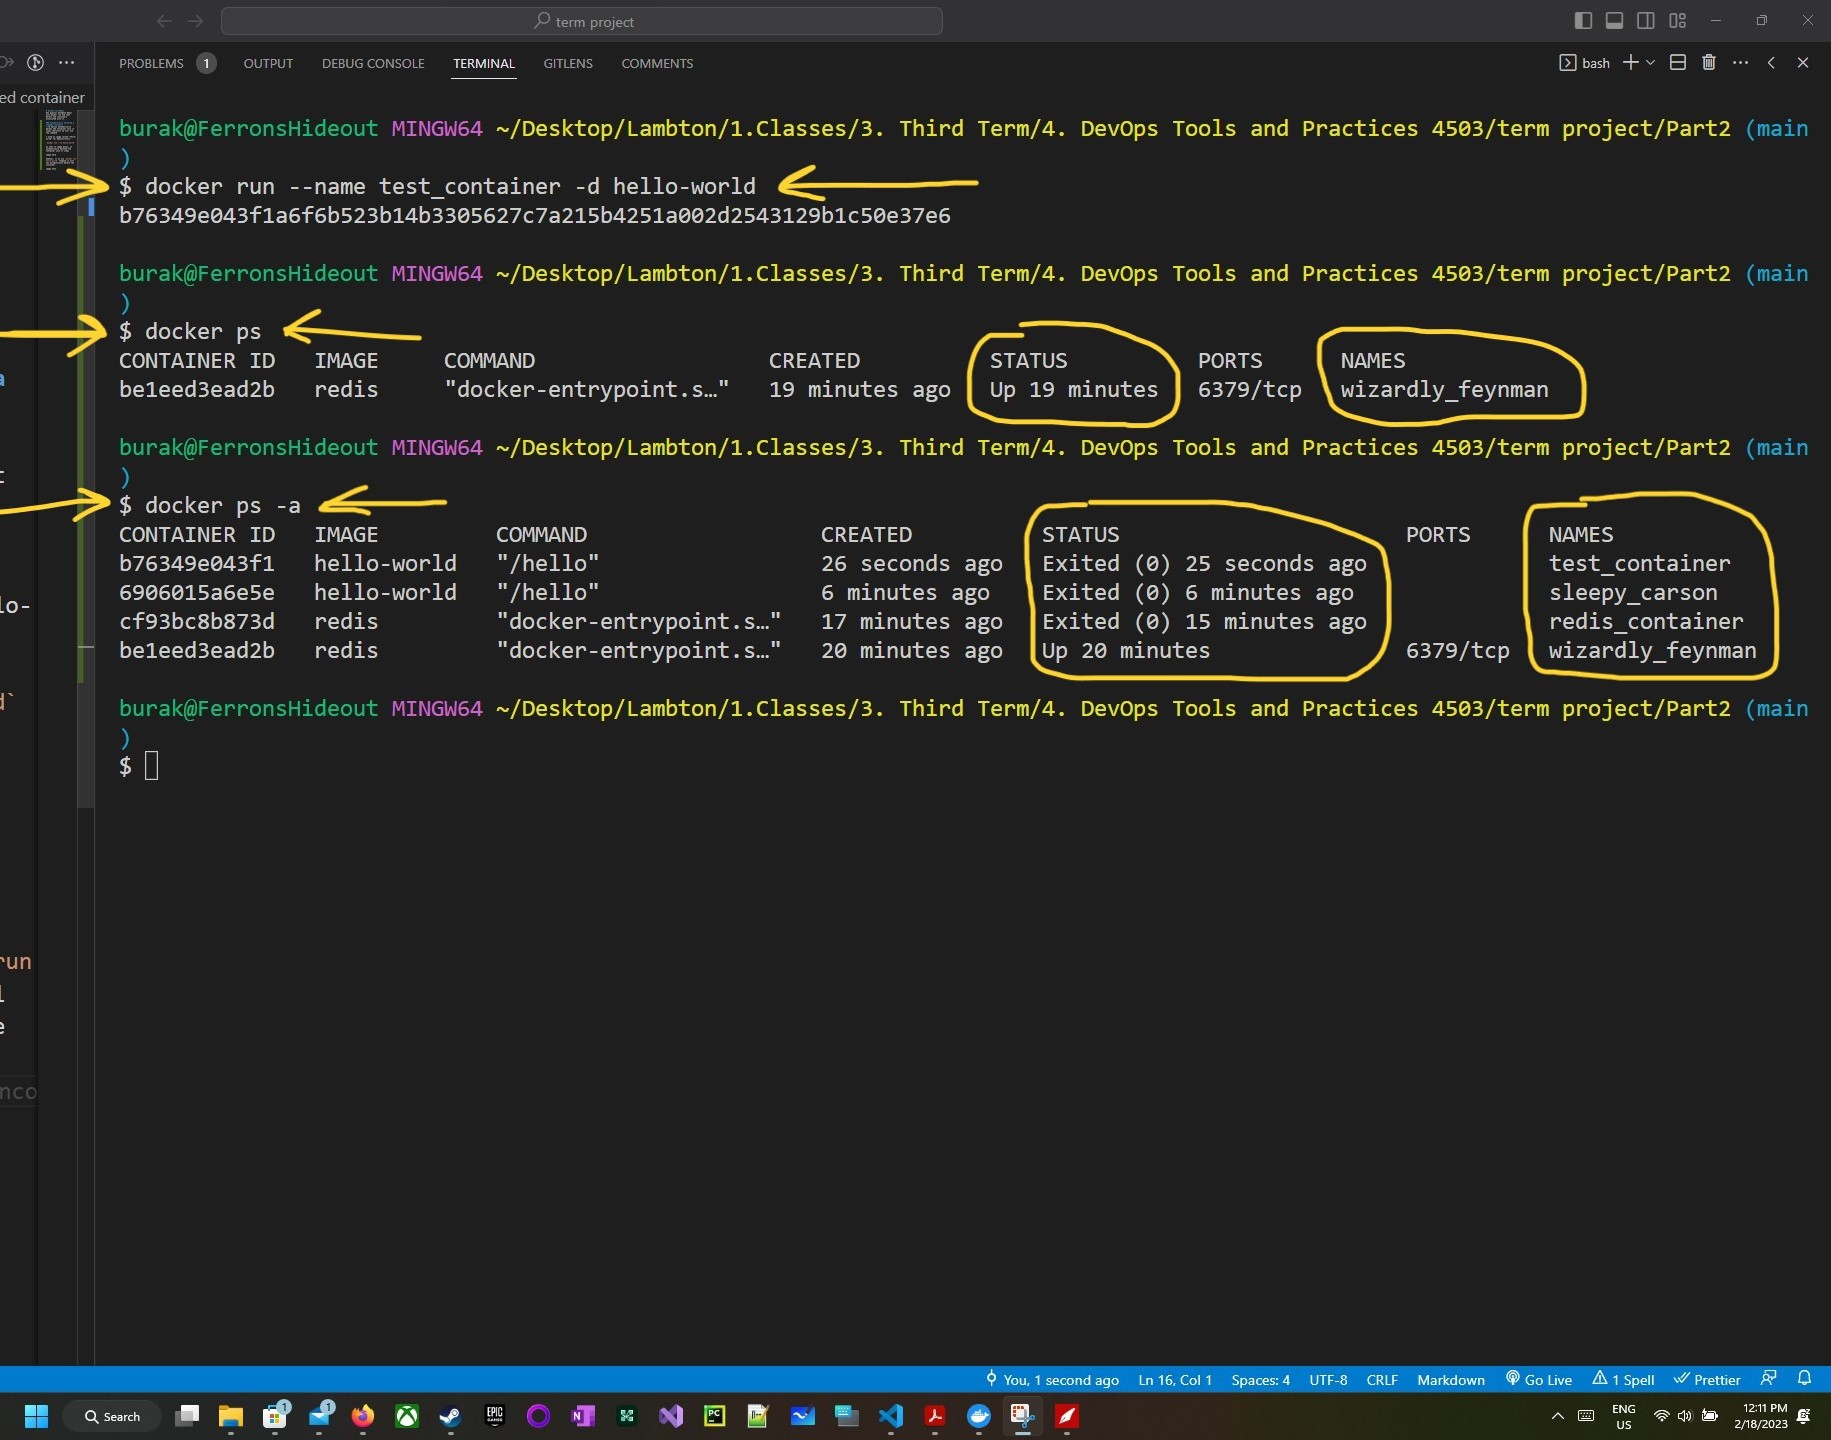 term project
PROBLEMS 1 OUTPUT DEBUG CONSOLE TERMINAL GITLENS COMMENTS bash
ed container
burak@FerronsHideout MINGW64 ~/Desktop/Lambton/1.Classes/3. Third Term/4. DevOps Tools and Practices 4503/term project/Part2 (main
)
$ docker run --name test_container -d hello-world
b76349e043f1a6f6b523b14b3305627c7a215b4251a002d2543129b1c50e37e6
burak@FerronsHideout MINGW64 ~/Desktop/Lambton/1.Classes/3. Third Term/4. DevOps Tools and Practices 4503/term project/Part2 (main
)
$ docker ps
CONTAINER ID IMAGE COMMAND CREATED STATUS PORTS NAMES
be1eed3ead2b redis "docker-entrypoint.s…" 19 minutes ago Up 19 minutes 6379/tcp wizardly_feynman
burak@FerronsHideout MINGW64 ~/Desktop/Lambton/1.Classes/3. Third Term/4. DevOps Tools and Practices 4503/term project/Part2 (main
)
$ docker ps -a
CONTAINER ID IMAGE COMMAND CREATED STATUS PORTS NAMES
b76349e043f1 hello-world "/hello" 26 seconds ago Exited (0) 25 seconds ago test_container
6906015a6e5e hello-world "/hello" 6 minutes ago Exited (0) 6 minutes ago sleepy_carson
cf93bc8b873d redis "docker-entrypoint.s…" 17 minutes ago Exited (0) 15 minutes ago redis_container
be1eed3ead2b redis "docker-entrypoint.s…" 20 minutes ago Up 20 minutes 6379/tcp wizardly_feynman
burak@FerronsHideout MINGW64 ~/Desktop/Lambton/1.Classes/3. Third Term/4. DevOps Tools and Practices 4503/term project/Part2 (main
)
$
lo-
d`
run
e
nco
You, 1 second ago Ln 16, Col 1 Spaces: 4 UTF-8 CRLF Markdown Go Live 1 Spell Prettier
Search 1 1 EPIC GAMES N PC ENG 12:11 PM
US 2/18/2023